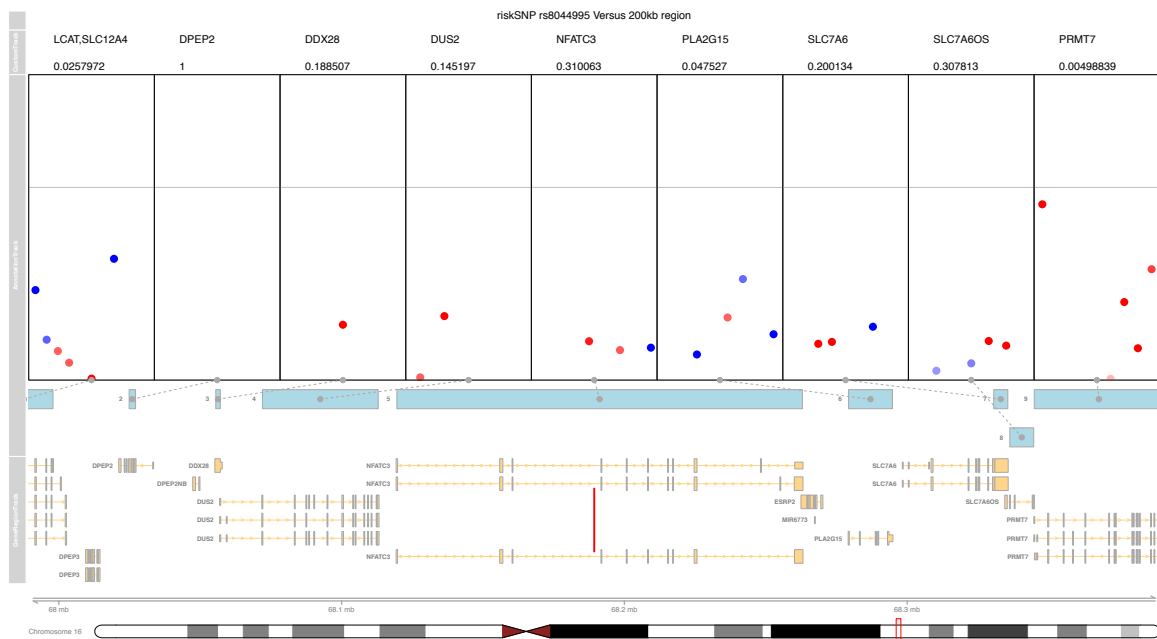 riskSNP rs8044995 Versus 200kb region
CustomTrack
LCAT,SLC12A4 DPEP2 DDX28 DUS2 NFATC3 PLA2G15 SLC7A6 SLC7A6OS PRMT7
0.0257972 1 0.188507 0.145197 0.310063 0.047527 0.200134 0.307813 0.00498839
AnnotationTrack
2 3 4 5 6 7 9
8
GeneRegionTrack
DPEP2 DDX28 NFATC3 SLC7A6
DPEP2NB NFATC3 SLC7A6
DUS2 ESRP2 SLC7A6OS
DUS2 MIR6773 PRMT7
DUS2 PLA2G15 PRMT7
DPEP3 NFATC3 PRMT7
DPEP3
68 mb 68.1 mb 68.2 mb 68.3 mb
Chromosome 16